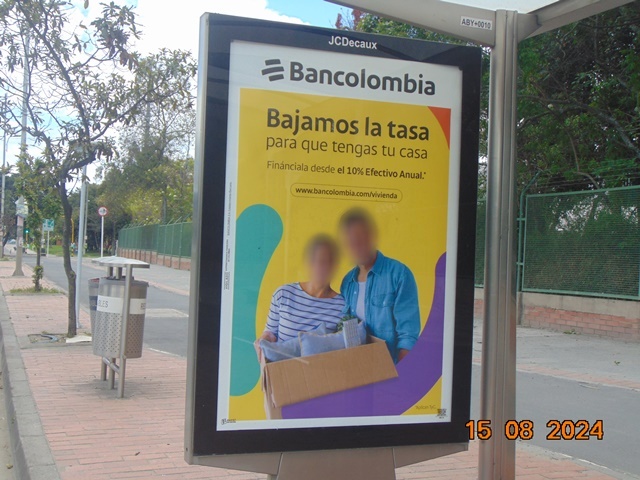 ABY+0010
JCDecaux
Bancolombia
Bajamos la tasa
para que tengas tu casa
Fináncialа desde el 10% Efectivo Anual.*
www.bancolombia.com/vivienda
15 08 2024